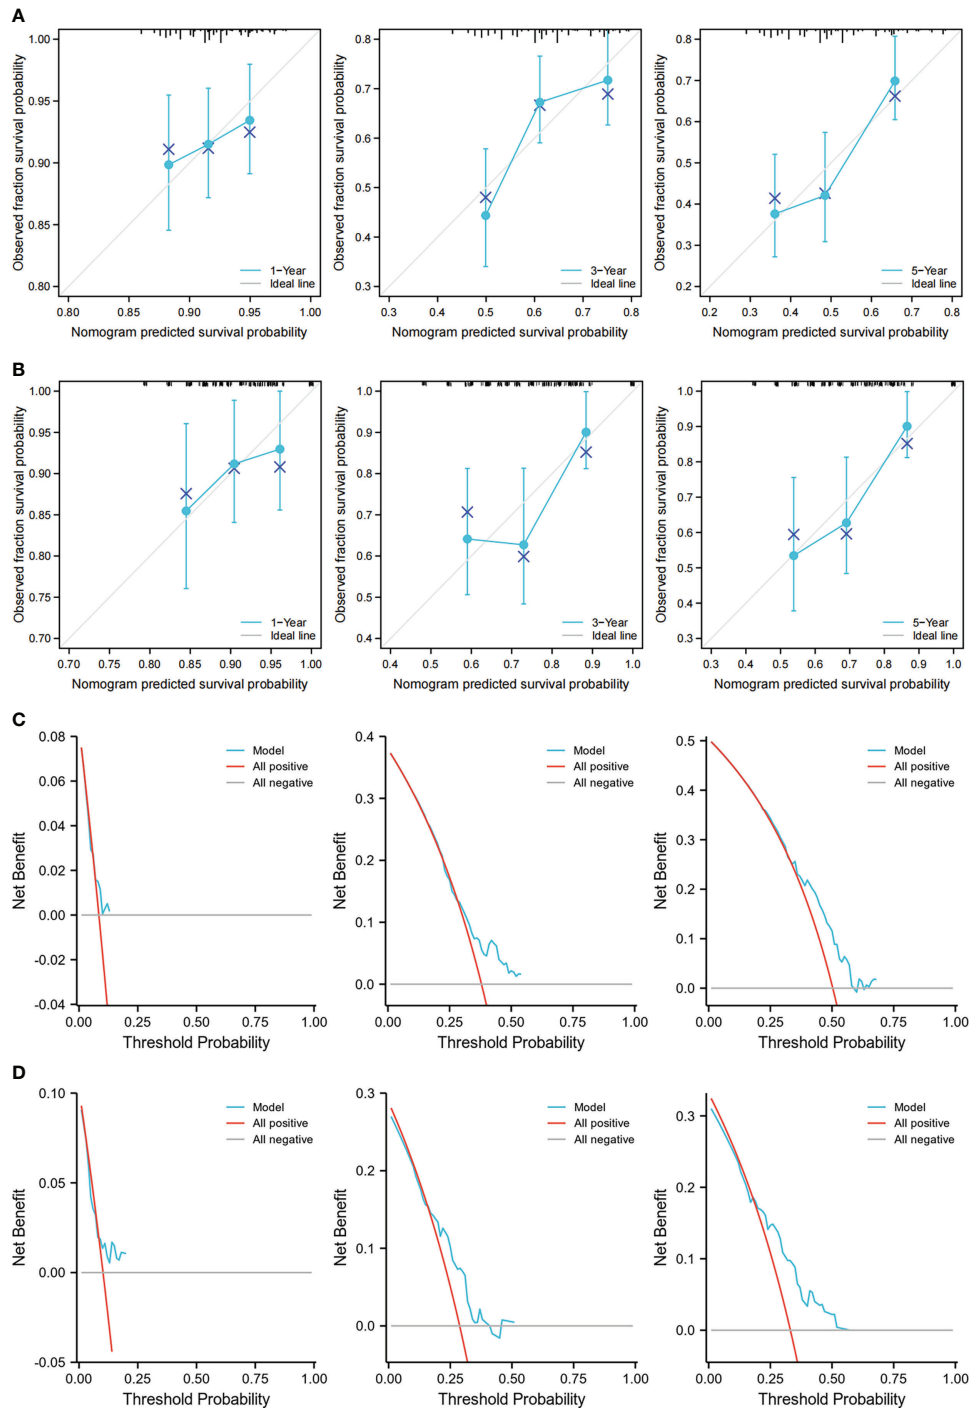 A
1.00
0.95
0.90
0.85
0.80
Observed fraction survival probability
1-Year
Ideal line
0.80 0.85 0.90 0.95 1.00
Nomogram predicted survival probability
0.8
0.7
0.6
0.5
0.4
0.3
Observed fraction survival probability
3-Year
Ideal line
0.3 0.4 0.5 0.6 0.7 0.8
Nomogram predicted survival probability
0.8
0.7
0.6
0.5
0.4
0.3
0.2
Observed fraction survival probability
5-Year
Ideal line
0.2 0.3 0.4 0.5 0.6 0.7 0.8
Nomogram predicted survival probability
B
1.00
0.95
0.90
0.85
0.80
0.75
0.70
Observed fraction survival probability
1-Year
Ideal line
0.70 0.75 0.80 0.85 0.90 0.95 1.00
Nomogram predicted survival probability
1.0
0.9
0.8
0.7
0.6
0.5
0.4
Observed fraction survival probability
3-Year
Ideal line
0.4 0.5 0.6 0.7 0.8 0.9 1.0
Nomogram predicted survival probability
1.0
0.9
0.8
0.7
0.6
0.5
0.4
0.3
Observed fraction survival probability
5-Year
Ideal line
0.3 0.4 0.5 0.6 0.7 0.8 0.9 1.0
Nomogram predicted survival probability
C
0.08
0.06
0.04
0.02
0.00
-0.02
-0.04
Net Benefit
Model
All positive
All negative
0.00 0.25 0.50 0.75 1.00
Threshold Probability
0.4
0.3
0.2
0.1
0.0
Net Benefit
Model
All positive
All negative
0.00 0.25 0.50 0.75 1.00
Threshold Probability
0.5
0.4
0.3
0.2
0.1
0.0
Net Benefit
Model
All positive
All negative
0.00 0.25 0.50 0.75 1.00
Threshold Probability
D
0.10
0.05
0.00
-0.05
Net Benefit
Model
All positive
All negative
0.00 0.25 0.50 0.75 1.00
Threshold Probability
0.3
0.2
0.1
0.0
Net Benefit
Model
All positive
All negative
0.00 0.25 0.50 0.75 1.00
Threshold Probability
0.3
0.2
0.1
0.0
Net Benefit
Model
All positive
All negative
0.00 0.25 0.50 0.75 1.00
Threshold Probability